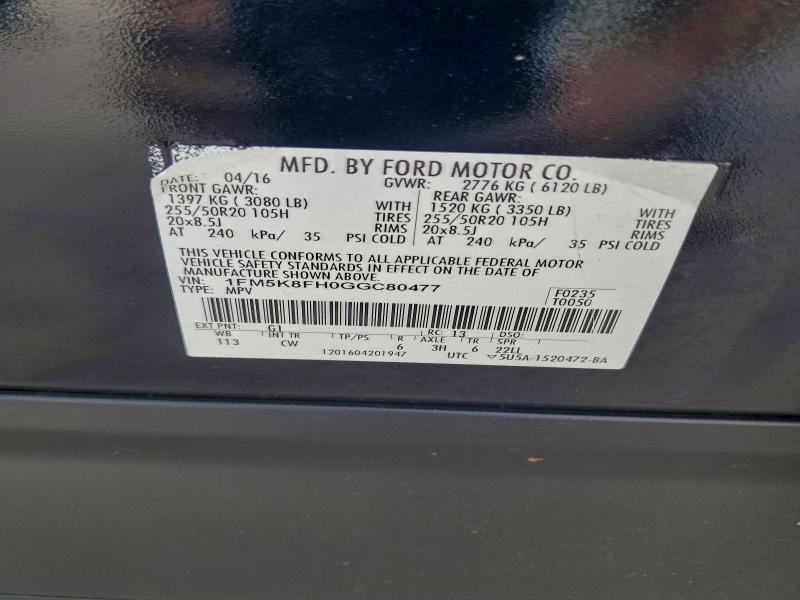 MFD. BY FORD MOTOR CO.
DATE: 04/16 GVWR: 2776 KG ( 6120 LB)
FRONT GAWR: REAR GAWR:
1397 KG ( 3080 LB) WITH 1520 KG ( 3350 LB) WITH
255/50R20 105H TIRES 255/50R20 105H TIRES
20x8.5J RIMS 20x8.5J RIMS
AT 240 kPa/ 35 PSI COLD AT 240 kPa/ 35 PSI COLD
THIS VEHICLE CONFORMS TO ALL APPLICABLE FEDERAL MOTOR
VEHICLE SAFETY STANDARDS IN EFFECT ON THE DATE OF
MANUFACTURE SHOWN ABOVE.
VIN: 1FM5K8FH0GGC80477 F0235
TYPE: MPV T0050
EXT PNT: G1 RC: 13 DSO:
WB INT TR TP/PS R AXLE TR SPR
113 CW 6 3H 6 22LL
1201604201947 UTC ▽5U5A-1520472-BA